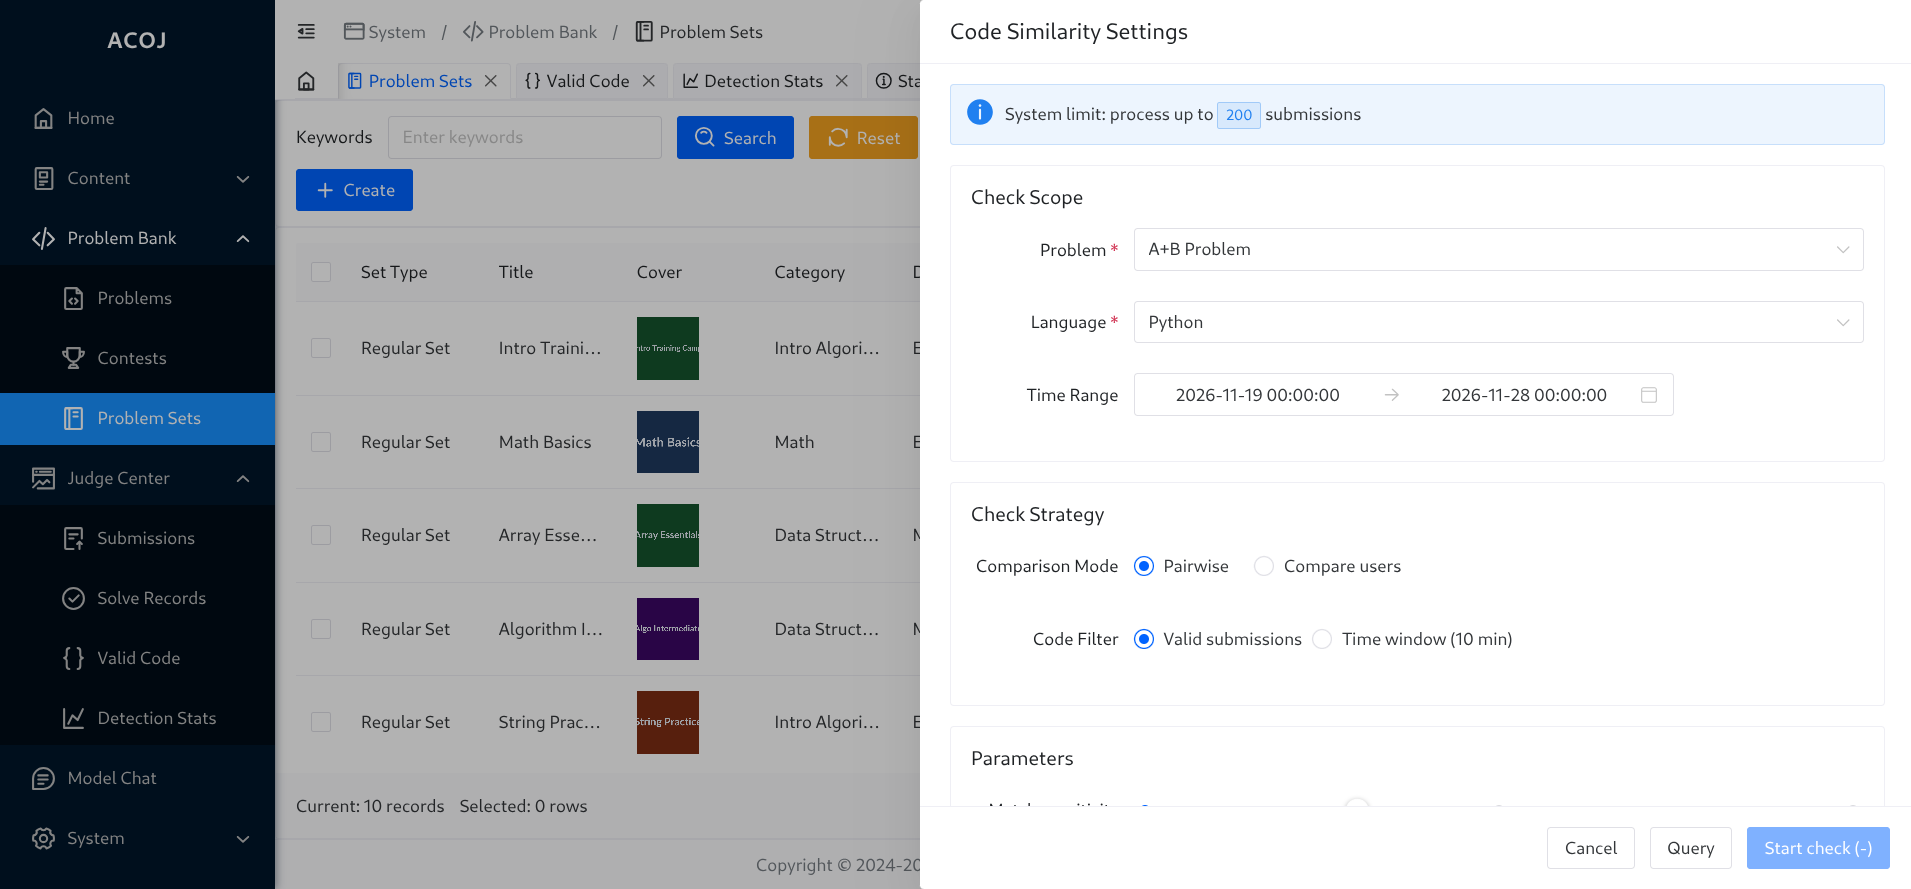 ACOJ
Home
Content
Problem Bank
Problems
Contests
Problem Sets
Judge Center
Submissions
Solve Records
Valid Code
Detection Stats
Model Chat
System
System / Problem Bank / Problem Sets
Problem Sets Valid Code Detection Stats Sta
Keywords Enter keywords Search Reset
Create
Set Type Title Cover Category D
Regular Set Intro Traini... Intro Training Camp Intro Algori... E
Regular Set Math Basics Math Basics Math E
Regular Set Array Esse... Array Essentials Data Struct... M
Regular Set Algorithm I... Algo Intermediate Data Struct... M
Regular Set String Prac... String Practice Intro Algori... E
Current: 10 records Selected: 0 rows
Copyright © 2024-20
Code Similarity Settings
System limit: process up to 200 submissions
Check Scope
Problem * A+B Problem
Language * Python
Time Range 2026-11-19 00:00:00 → 2026-11-28 00:00:00
Check Strategy
Comparison Mode Pairwise Compare users
Code Filter Valid submissions Time window (10 min)
Parameters
Cancel Query Start check (-)